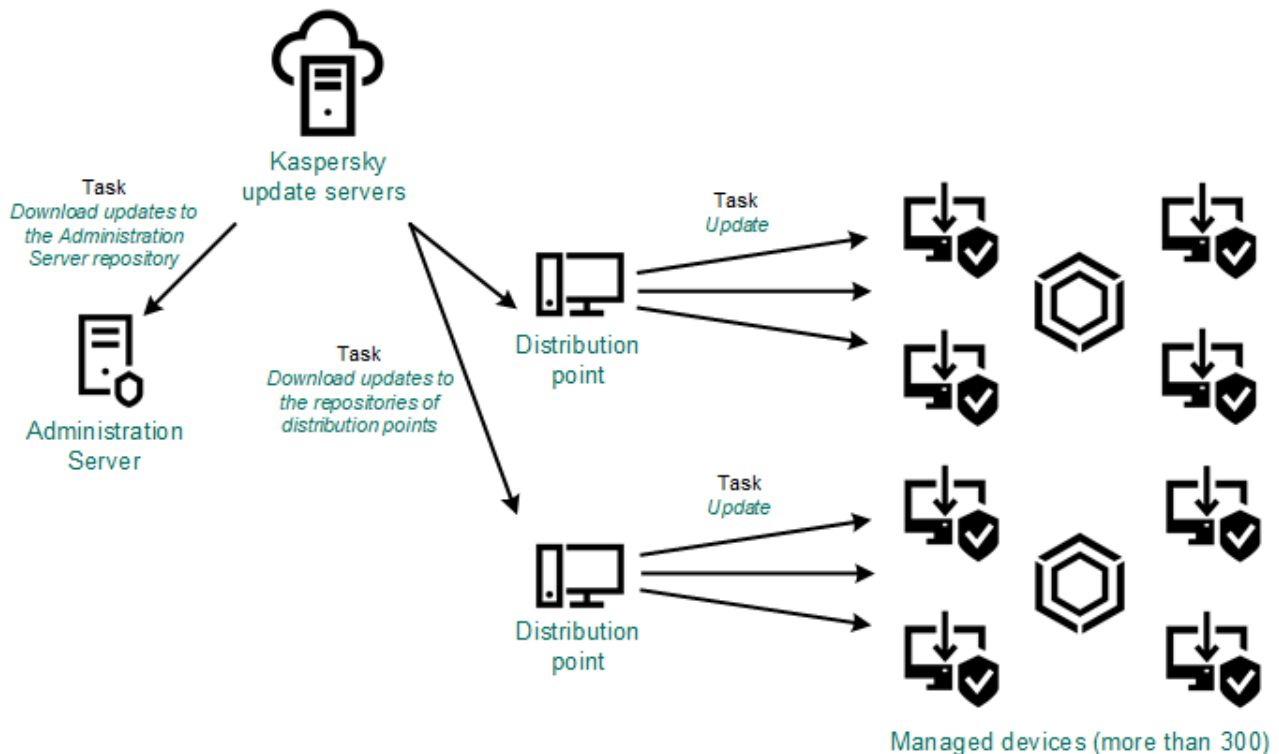 Kaspersky
update servers
Task
Download updates to
the Administration
Server repository
Administration
Server
Task
Download updates to
the repositories of
distribution points
Distribution
point
Task
Update
Distribution
point
Task
Update
Managed devices (more than 300)